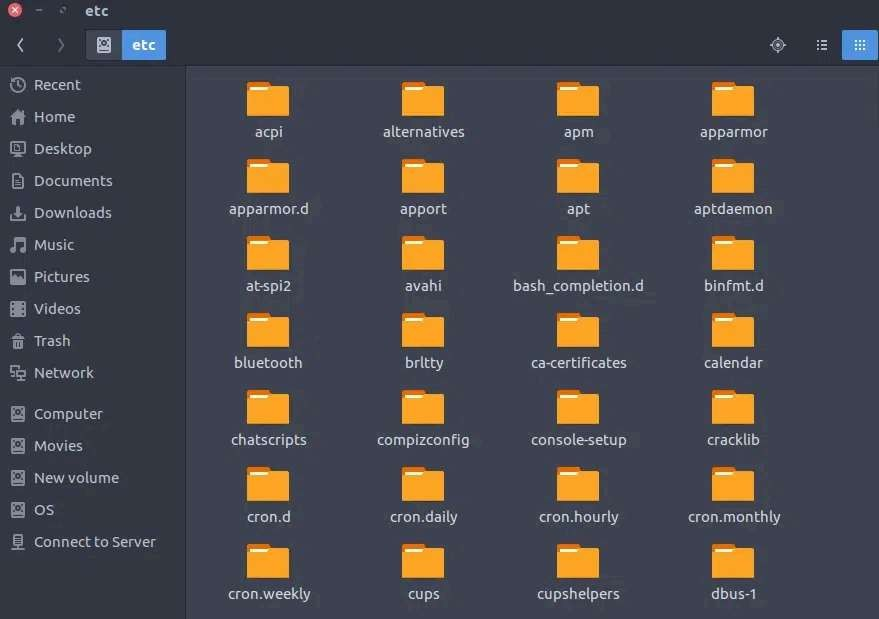 etc
etc
Recent
Home
Desktop
Documents
Downloads
Music
Pictures
Videos
Trash
Network
Computer
Movies
New volume
OS
Connect to Server
acpi alternatives apm apparmor
apparmor.d apport apt aptdaemon
at-spi2 avahi bash_completion.d binfmt.d
bluetooth brltty ca-certificates calendar
chatscripts compizconfig console-setup cracklib
cron.d cron.daily cron.hourly cron.monthly
cron.weekly cups cupshelpers dbus-1